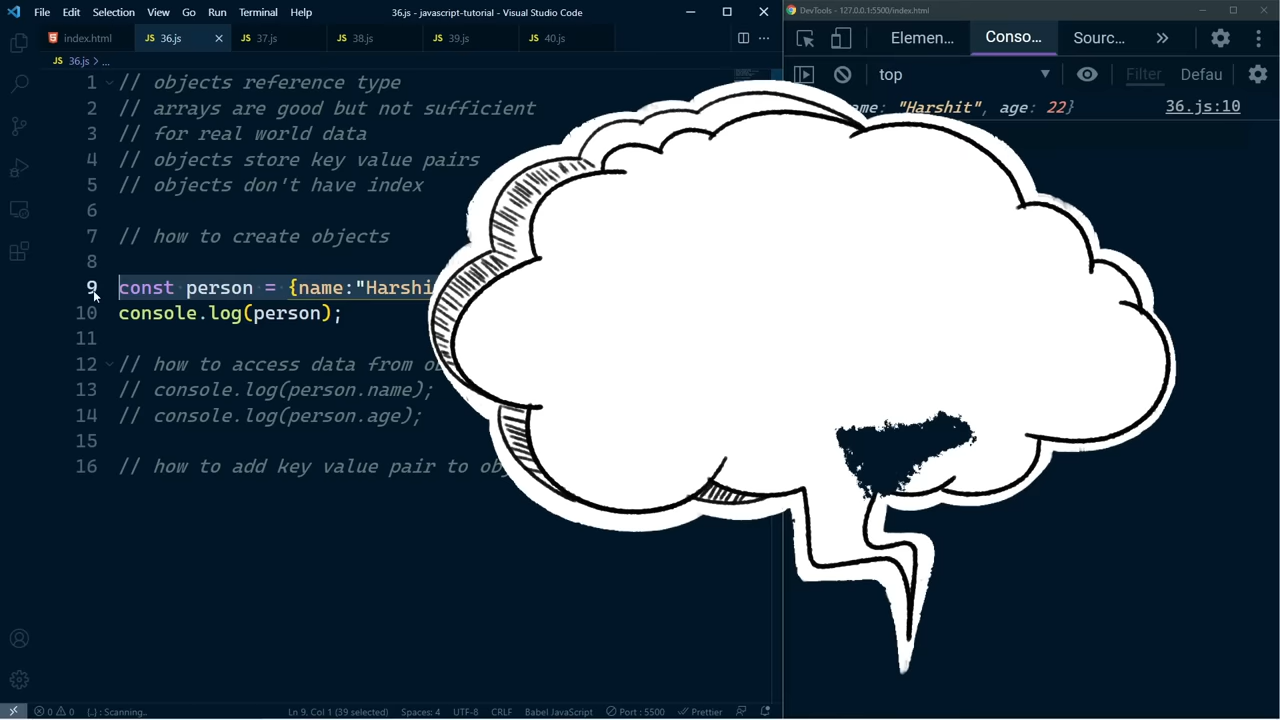 File Edit Selection View Go Run Terminal Help 36.js - javascript-tutorial - Visual Studio Code
index.html JS 36.js JS 37.js JS 38.js JS 39.js JS 40.js
JS 36.js > ...
1 // objects reference type
2 // arrays are good but not sufficient
3 // for real world data
4 // objects store key value pairs
5 // objects don't have index
6
7 // how to create objects
8
9 const person = {name:"Harshi
10 console.log(person);
11
12 // how to access data from
13 // console.log(person.name);
14 // console.log(person.age);
15
16 // how to add key value pair to
0 0 {..} : Scanning.. Ln 9, Col 1 (39 selected) Spaces: 4 UTF-8 CRLF Babel JavaScript Port : 5500 Prettier
DevTools - 127.0.0.1:5500/index.html
Elemen... Conso... Sourc...
top Filter Defau
"Harshit", age: 22} 36.js:10